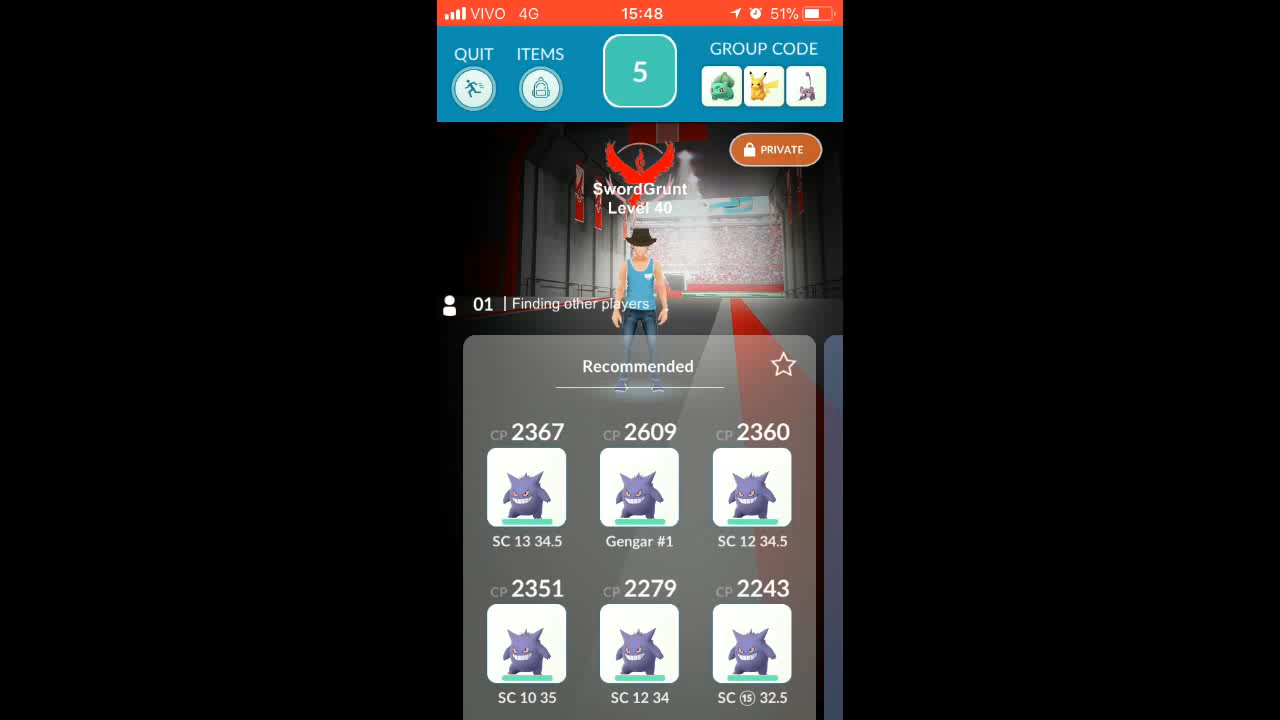 VIVO 4G 15:48 51%
QUIT ITEMS 5 GROUP CODE
PRIVATE
SwordGrunt
Level 40
01 | Finding other players
Recommended
CP 2367 CP 2609 CP 2360
SC 13 34.5 Gengar #1 SC 12 34.5
CP 2351 CP 2279 CP 2243
SC 10 35 SC 12 34 SC ⑮ 32.5